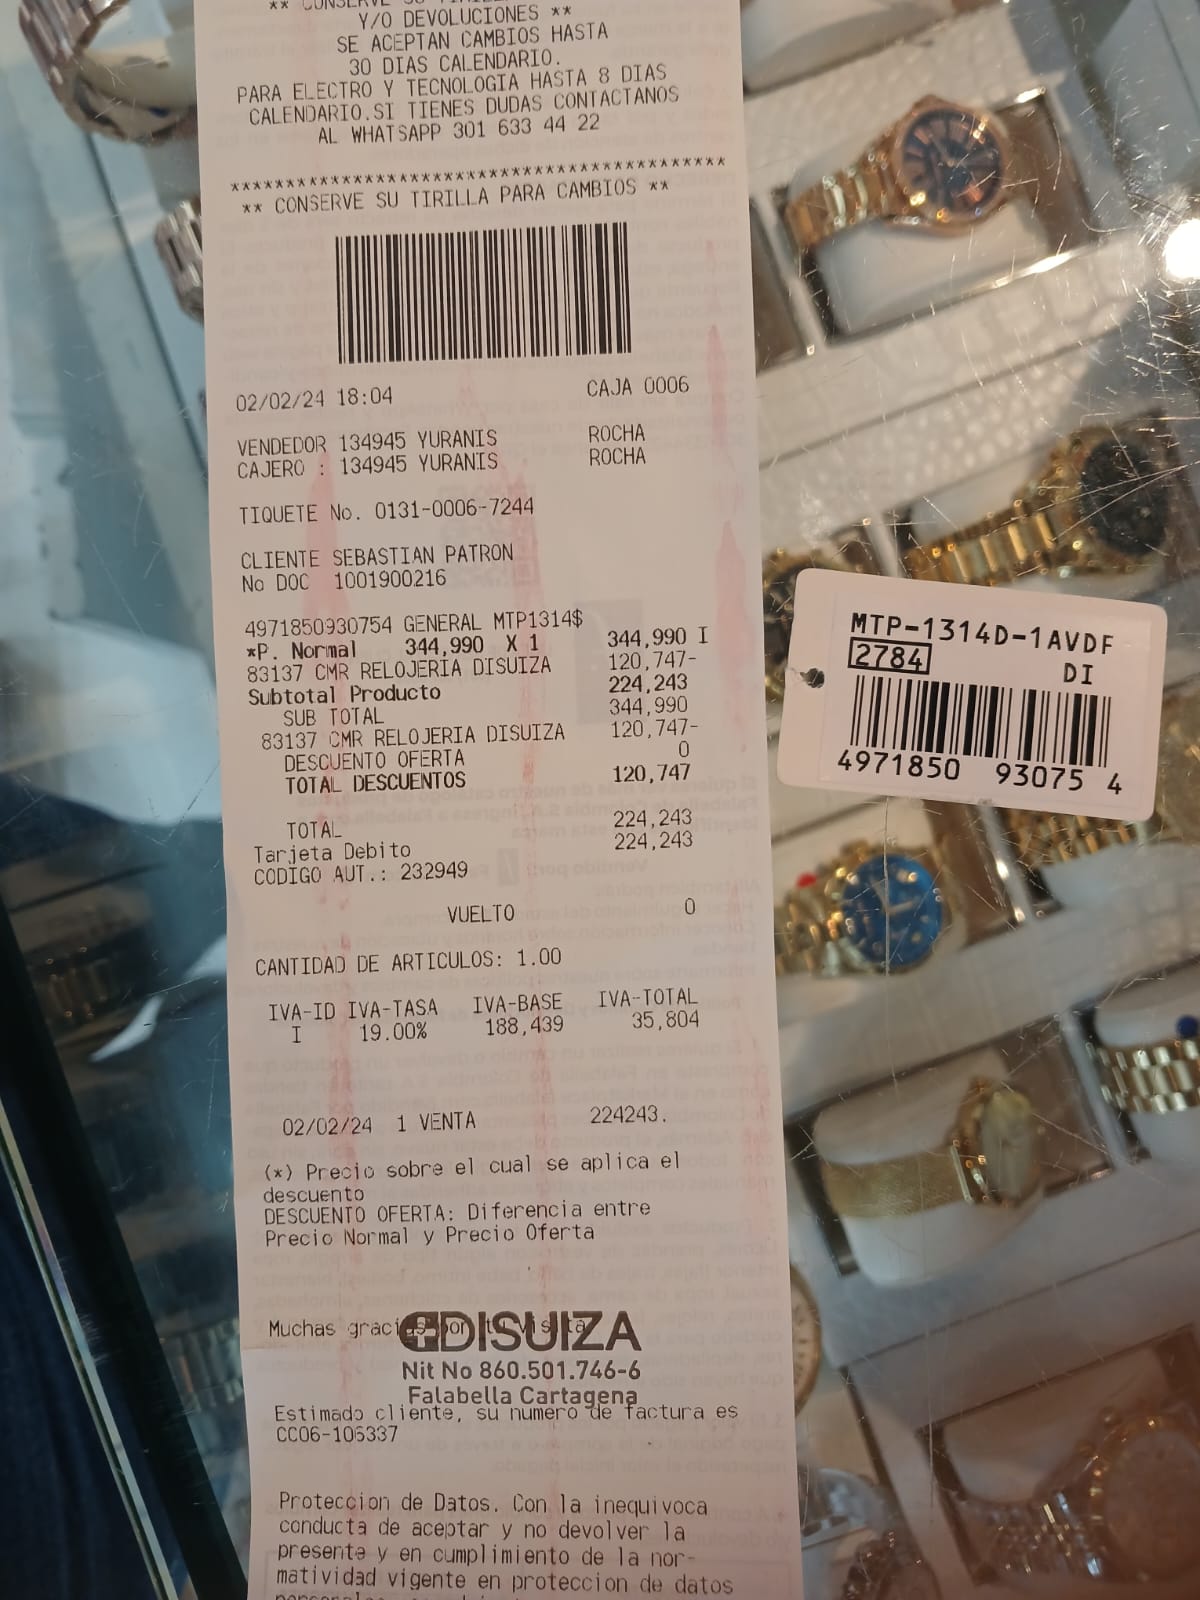 ** CONSERVE SU TIRILLA
Y/O DEVOLUCIONES **
SE ACEPTAN CAMBIOS HASTA
30 DIAS CALENDARIO.
PARA ELECTRO Y TECNOLOGIA HASTA 8 DIAS
CALENDARIO.SI TIENES DUDAS CONTACTANOS
AL WHATSAPP 301 633 44 22
****************************************
** CONSERVE SU TIRILLA PARA CAMBIOS **
02/02/24 18:04 CAJA 0006
VENDEDOR 134945 YURANIS ROCHA
CAJERO : 134945 YURANIS ROCHA
TIQUETE No. 0131-0006-7244
CLIENTE SEBASTIAN PATRON
No DOC 1001900216
4971850930754 GENERAL MTP1314$
*P. Normal 344,990 X 1 344,990 I
83137 CMR RELOJERIA DISUIZA 120,747-
Subtotal Producto 224,243
SUB TOTAL 344,990
83137 CMR RELOJERIA DISUIZA 120,747-
DESCUENTO OFERTA 0
TOTAL DESCUENTOS 120,747
TOTAL 224,243
Tarjeta Debito 224,243
CODIGO AUT.: 232949
VUELTO 0
CANTIDAD DE ARTICULOS: 1.00
IVA-ID IVA-TASA IVA-BASE IVA-TOTAL
I 19.00% 188,439 35,804
02/02/24 1 VENTA 224243.
(*) Precio sobre el cual se aplica el
descuento
DESCUENTO OFERTA: Diferencia entre
Precio Normal y Precio Oferta
Muchas gracias por tu visita
DISUIZA
Nit No 860.501.746-6
Falabella Cartagena
Estimado cliente, su numero de factura es
CC06-106337
Proteccion de Datos. Con la inequivoca
conducta de aceptar y no devolver la
presente y en cumplimiento de la nor-
matividad vigente en proteccion de datos
MTP-1314D-1AVDF
2784 DI
4971850 93075 4